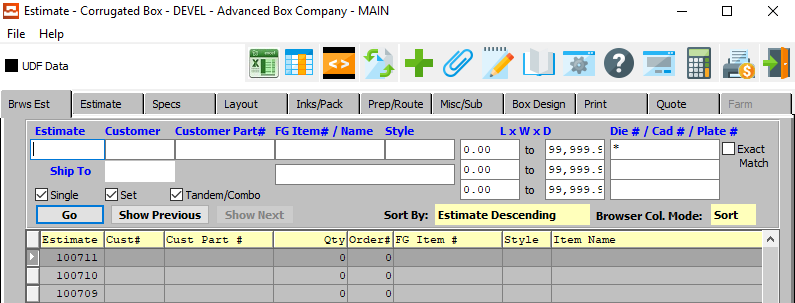 Estimate - Corrugated Box - DEVEL - Advanced Box Company - MAIN
File Help
UDF Data
Brws Est Estimate Specs Layout Inks/Pack Prep/Route Misc/Sub Box Design Print Quote Farm
Estimate Customer Customer Part# FG Item# / Name Style L x W x D Die # / Cad # / Plate #
0.00 to 99,999.9 * Exact Match
Ship To 0.00 to 99,999.9
0.00 to 99,999.9
Single Set Tandem/Combo
Go Show Previous Show Next Sort By: Estimate Descending Browser Col. Mode: Sort
Estimate Cust# Cust Part # Qty Order# FG Item # Style Item Name
100711 0 0
100710 0 0
100709 0 0